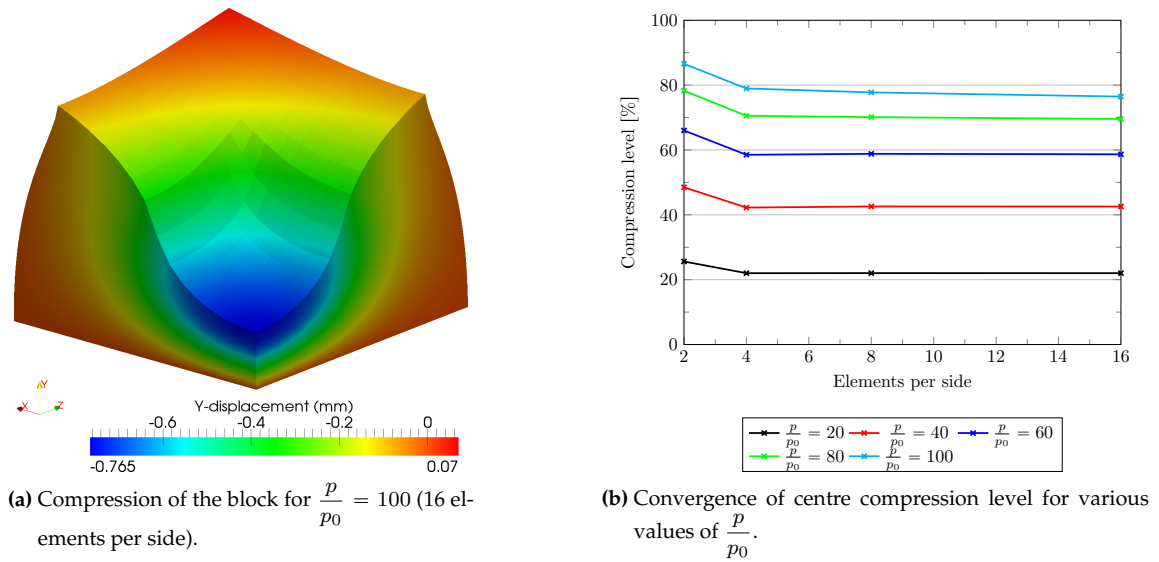 Y
X
Z
Y-displacement (mm)
-0.6 -0.4 -0.2 0
-0.765 0.07
(a) Compression of the block for p/p0 = 100 (16 el-
ements per side).
100
80
60
40
20
0
Compression level [%]
2 4 6 8 10 12 14 16
Elements per side
p/p0 = 20 p/p0 = 40 p/p0 = 60
p/p0 = 80 p/p0 = 100
(b) Convergence of centre compression level for various
values of p/p0.